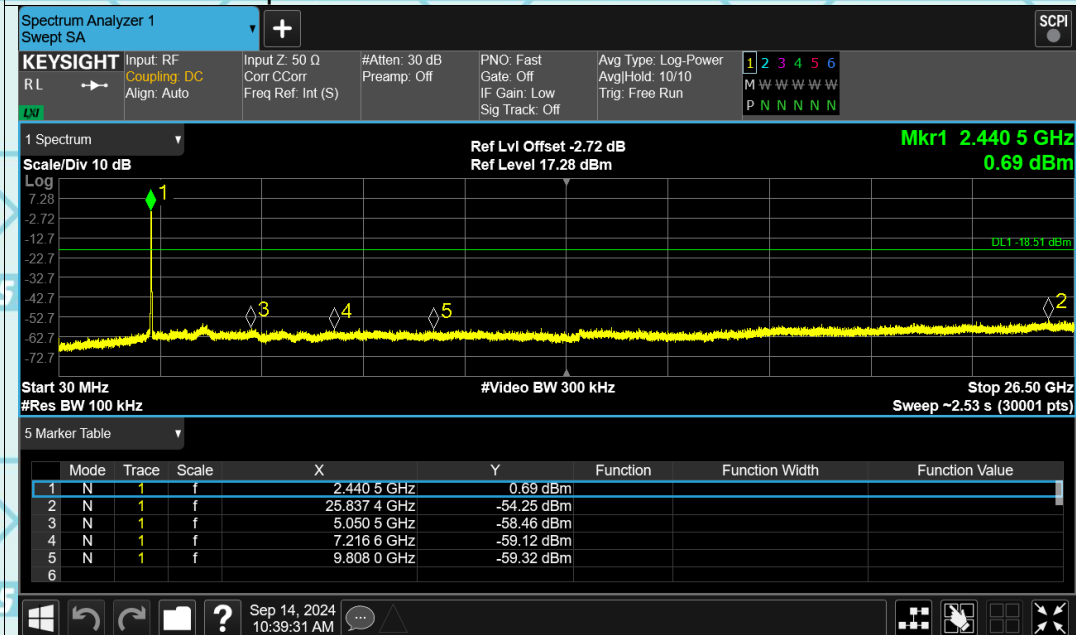 Spectrum Analyzer 1
Swept SA
+
SCPI
KEYSIGHT
R L
LXI
Input: RF
Coupling: DC
Align: Auto
Input Z: 50 Ω
Corr CCorr
Freq Ref: Int (S)
#Atten: 30 dB
Preamp: Off
PNO: Fast
Gate: Off
IF Gain: Low
Sig Track: Off
Avg Type: Log-Power
Avg|Hold: 10/10
Trig: Free Run
1 2 3 4 5 6
M W W W W W
P N N N N N
1 Spectrum
Scale/Div 10 dB
Ref Lvl Offset -2.72 dB
Ref Level 17.28 dBm
Mkr1 2.440 5 GHz
0.69 dBm
Log
7.28
-2.72
-12.7
-22.7
-32.7
-42.7
-52.7
-62.7
-72.7
1
3
4
5
2
DL1 -18.51 dBm
Start 30 MHz
#Res BW 100 kHz
#Video BW 300 kHz
Stop 26.50 GHz
Sweep ~2.53 s (30001 pts)
5 Marker Table
Mode Trace Scale X Y Function Function Width Function Value
1 N 1 f 2.440 5 GHz 0.69 dBm
2 N 1 f 25.837 4 GHz -54.25 dBm
3 N 1 f 5.050 5 GHz -58.46 dBm
4 N 1 f 7.216 6 GHz -59.12 dBm
5 N 1 f 9.808 0 GHz -59.32 dBm
6
?
Sep 14, 2024
10:39:31 AM